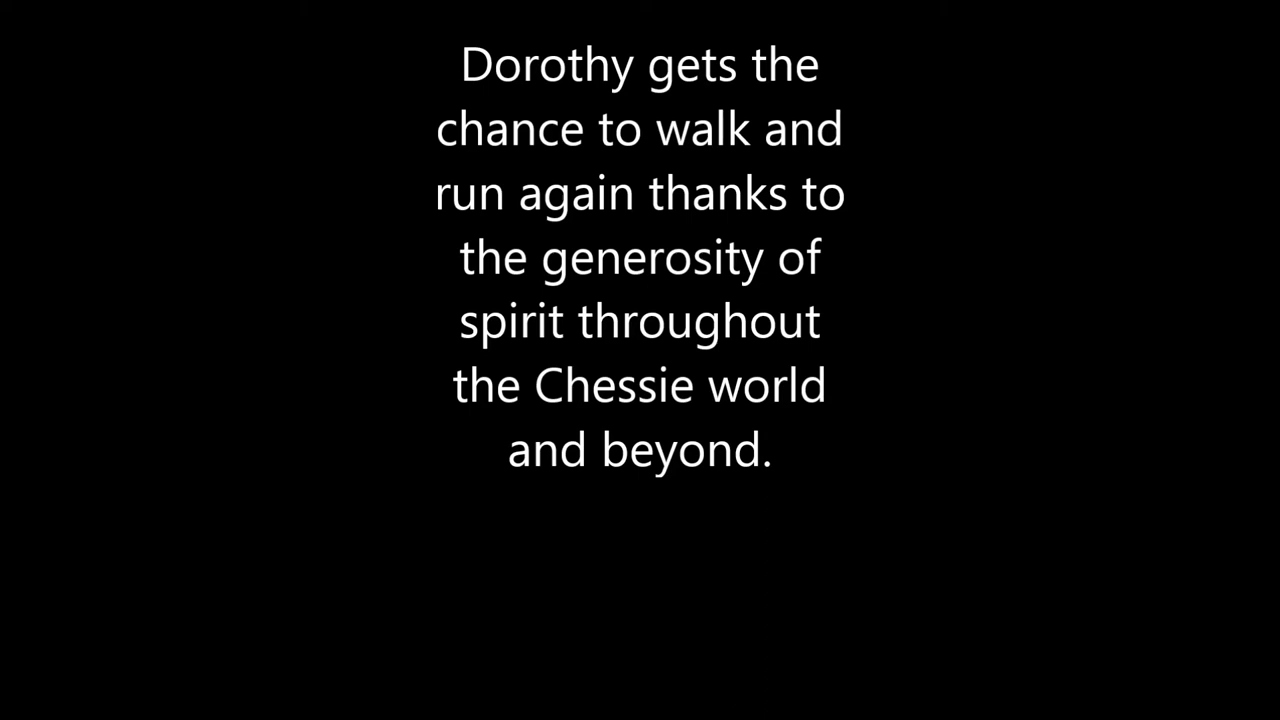 Dorothy gets the
chance to walk and
run again thanks to
the generosity of
spirit throughout
the Chessie world
and beyond.